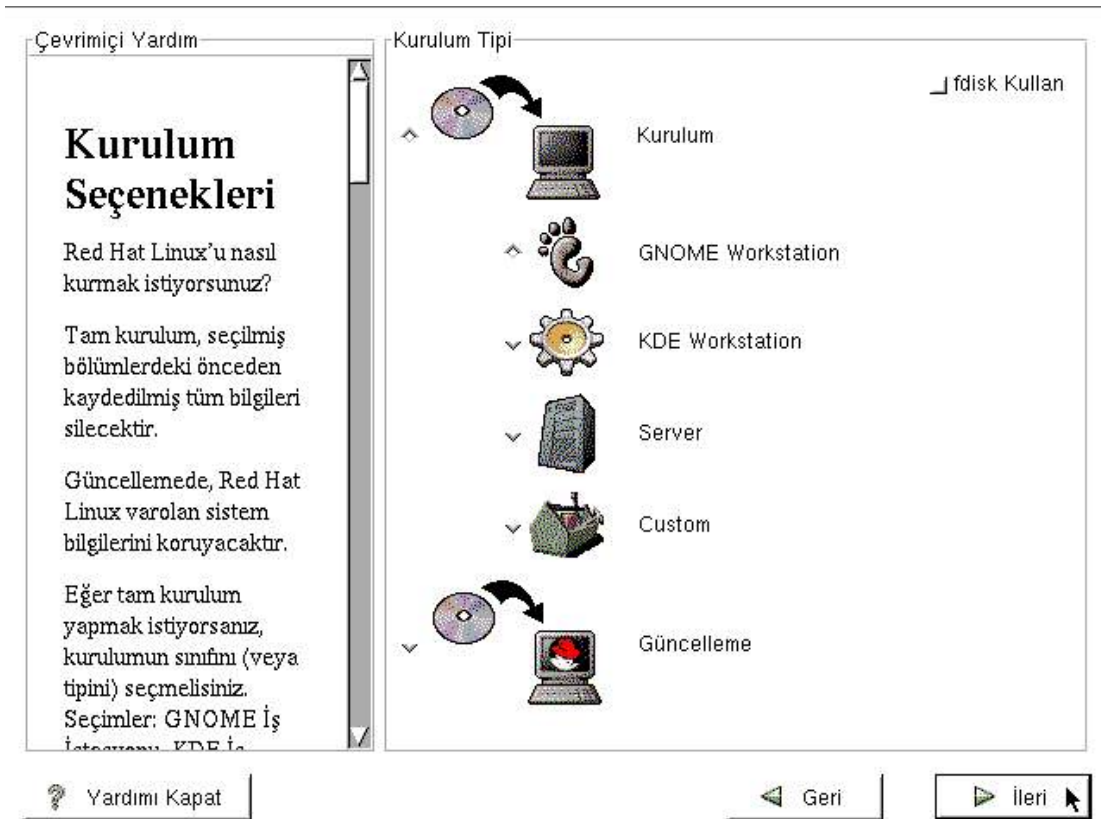 Çevrimiçi Yardım
Kurulum
Seçenekleri
Red Hat Linux'u nasıl
kurmak istiyorsunuz?
Tam kurulum, seçilmiş
bölümlerdeki önceden
kaydedilmiş tüm bilgileri
silecektir.
Güncellemede, Red Hat
Linux varolan sistem
bilgilerini koruyacaktır.
Eğer tam kurulum
yapmak istiyorsanız,
kurulumun sınıfını (veya
tipini) seçmelisiniz.
Seçimler: GNOME İş
İstasyonu, KDE İş
Kurulum Tipi
fdisk Kullan
Kurulum
GNOME Workstation
KDE Workstation
Server
Custom
Güncelleme
Yardımı Kapat
Geri
İleri